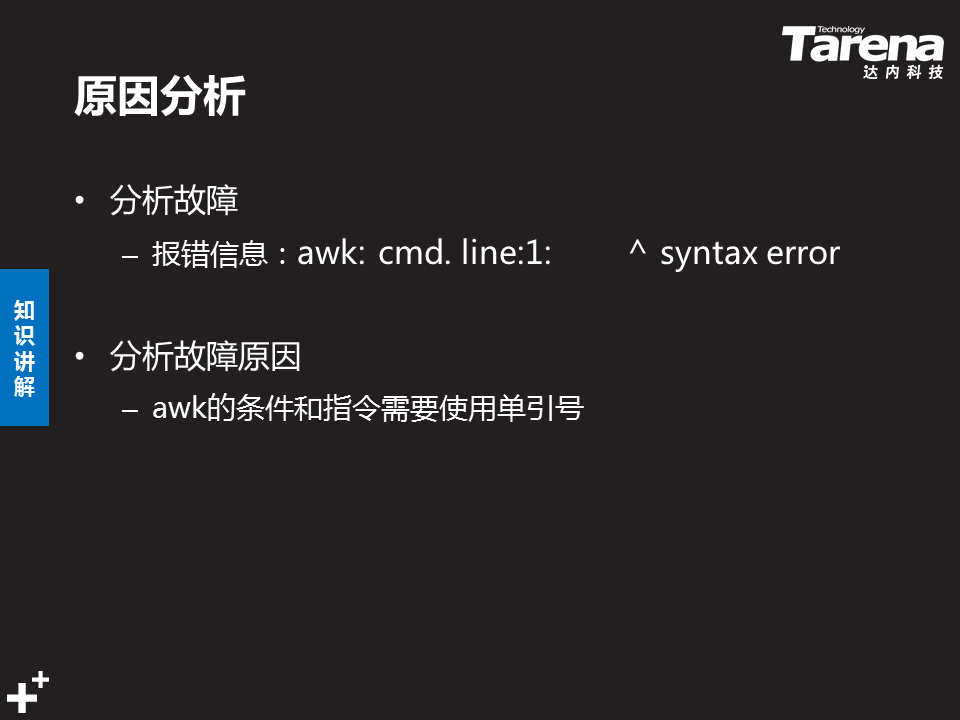 Technology
Tarena
达内科技
原因分析
• 分析故障
– 报错信息：awk: cmd. line:1: ^ syntax error
知识讲解
• 分析故障原因
– awk的条件和指令需要使用单引号